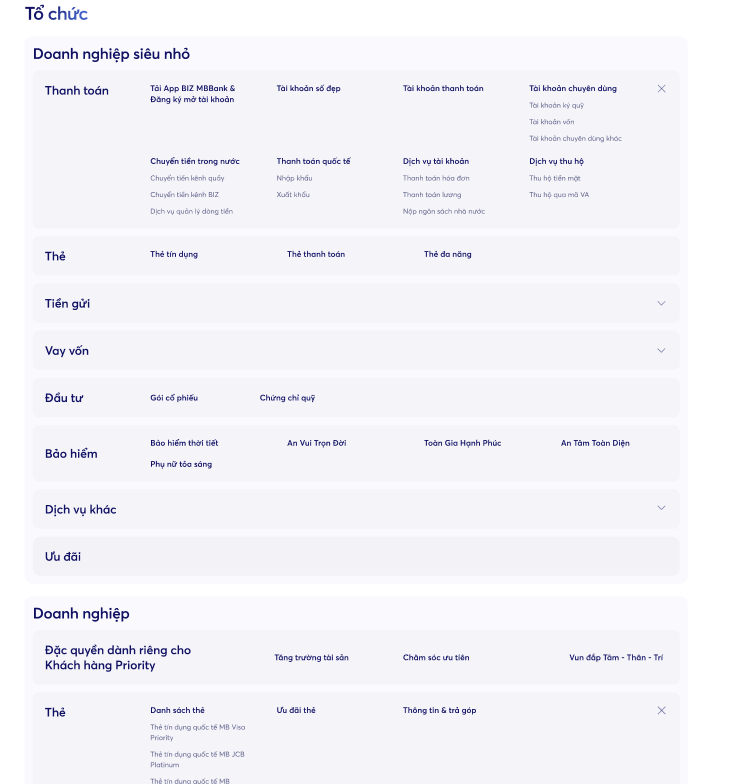 Tổ chức
Doanh nghiệp siêu nhỏ
Thanh toán
Tải App BIZ MBBank &
Đăng ký mở tài khoản
Tài khoản số đẹp
Tài khoản thanh toán
Tài khoản chuyên dùng
Tài khoản ký quỹ
Tài khoản vốn
Tài khoản chuyên dùng khác
Chuyển tiền trong nước
Chuyển tiền kênh quầy
Chuyển tiền kênh BIZ
Dịch vụ quản lý dòng tiền
Thanh toán quốc tế
Nhập khẩu
Xuất khẩu
Dịch vụ tài khoản
Thanh toán hóa đơn
Thanh toán lương
Nộp ngân sách nhà nước
Dịch vụ thu hộ
Thu hộ tiền mặt
Thu hộ qua mã VA
Thẻ
Thẻ tín dụng
Thẻ thanh toán
Thẻ đa năng
Tiền gửi
Vay vốn
Đầu tư
Gói cổ phiếu
Chứng chỉ quỹ
Bảo hiểm
Bảo hiểm thời tiết
An Vui Trọn Đời
Toàn Gia Hạnh Phúc
An Tâm Toàn Diện
Phụ nữ tỏa sáng
Dịch vụ khác
Ưu đãi
Doanh nghiệp
Đặc quyền dành riêng cho
Khách hàng Priority
Tăng trưởng tài sản
Chăm sóc ưu tiên
Vun đắp Tâm - Thân - Trí
Thẻ
Danh sách thẻ
Thẻ tín dụng quốc tế MB Visa
Priority
Thẻ tín dụng quốc tế MB JCB
Platinum
Thẻ tín dụng quốc tế MB
Ưu đãi thẻ
Thông tin & trả góp